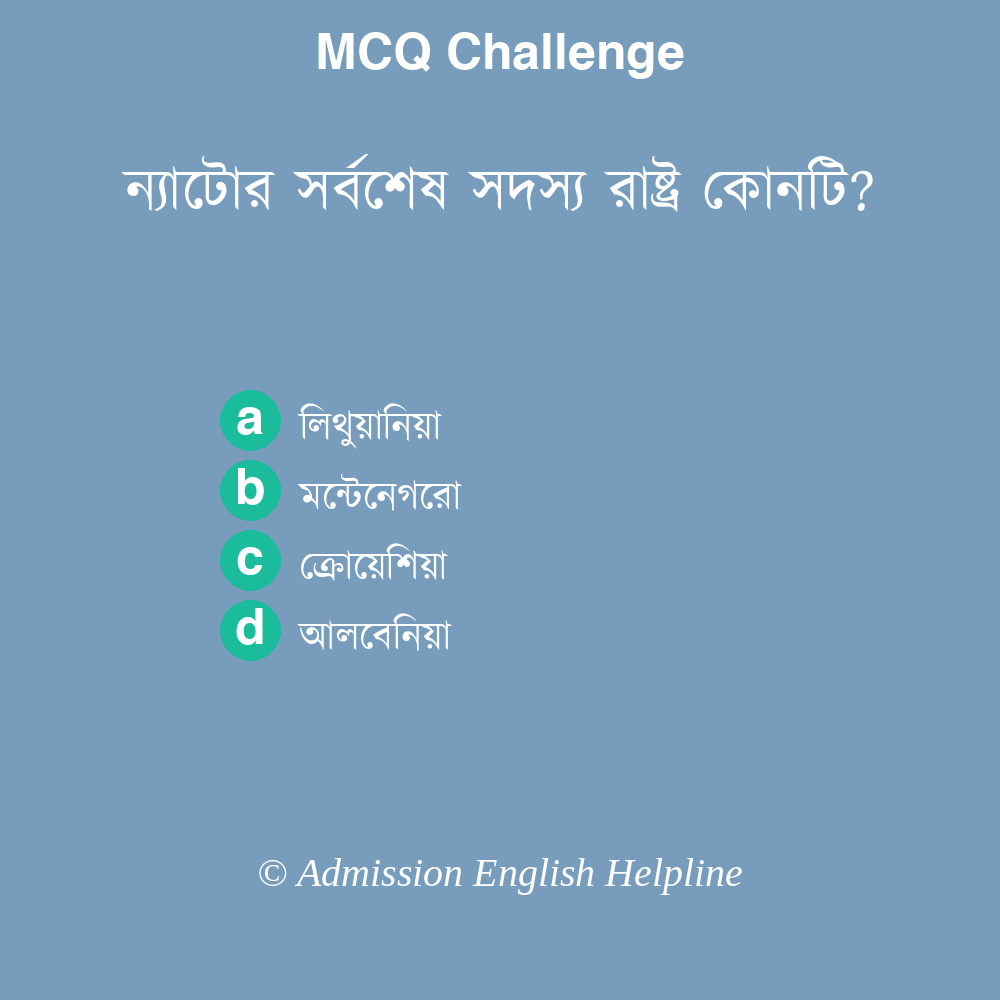 MCQ Challenge
ন্যাটোর সর্বশেষ সদস্য রাষ্ট্র কোনটি?
a লিথুয়ানিয়া
b মন্টেনেগরো
c ক্রোয়েশিয়া
d আলবেনিয়া
© Admission English Helpline